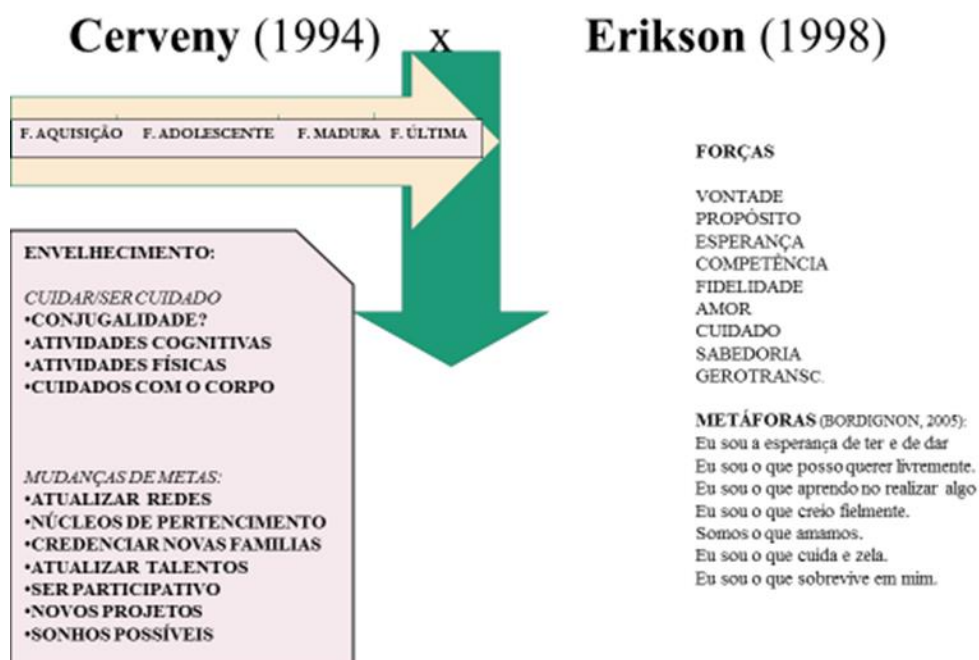 Cerveny (1994) x Erikson (1998)
F. AQUISIÇÃO F. ADOLESCENTE F. MADURA F. ÚLTIMA
ENVELHECIMENTO:
CUIDAR/SER CUIDADO
•CONJUGALIDADE?
•ATIVIDADES COGNITIVAS
•ATIVIDADES FÍSICAS
•CUIDADOS COM O CORPO
MUDANÇAS DE METAS:
•ATUALIZAR REDES
•NÚCLEOS DE PERTENCIMENTO
•CREDENCIAR NOVAS FAMILIAS
•ATUALIZAR TALENTOS
•SER PARTICIPATIVO
•NOVOS PROJETOS
•SONHOS POSSÍVEIS
FORÇAS
VONTADE
PROPÓSITO
ESPERANÇA
COMPETÊNCIA
FIDELIDADE
AMOR
CUIDADO
SABEDORIA
GEROTRANSC.
METÁFORAS (BORDIGNON, 2005):
Eu sou a esperança de ter e de dar
Eu sou o que posso querer livremente.
Eu sou o que aprendo no realizar algo
Eu sou o que creio fielmente.
Somos o que amamos.
Eu sou o que cuida e zela.
Eu sou o que sobrevive em mim.